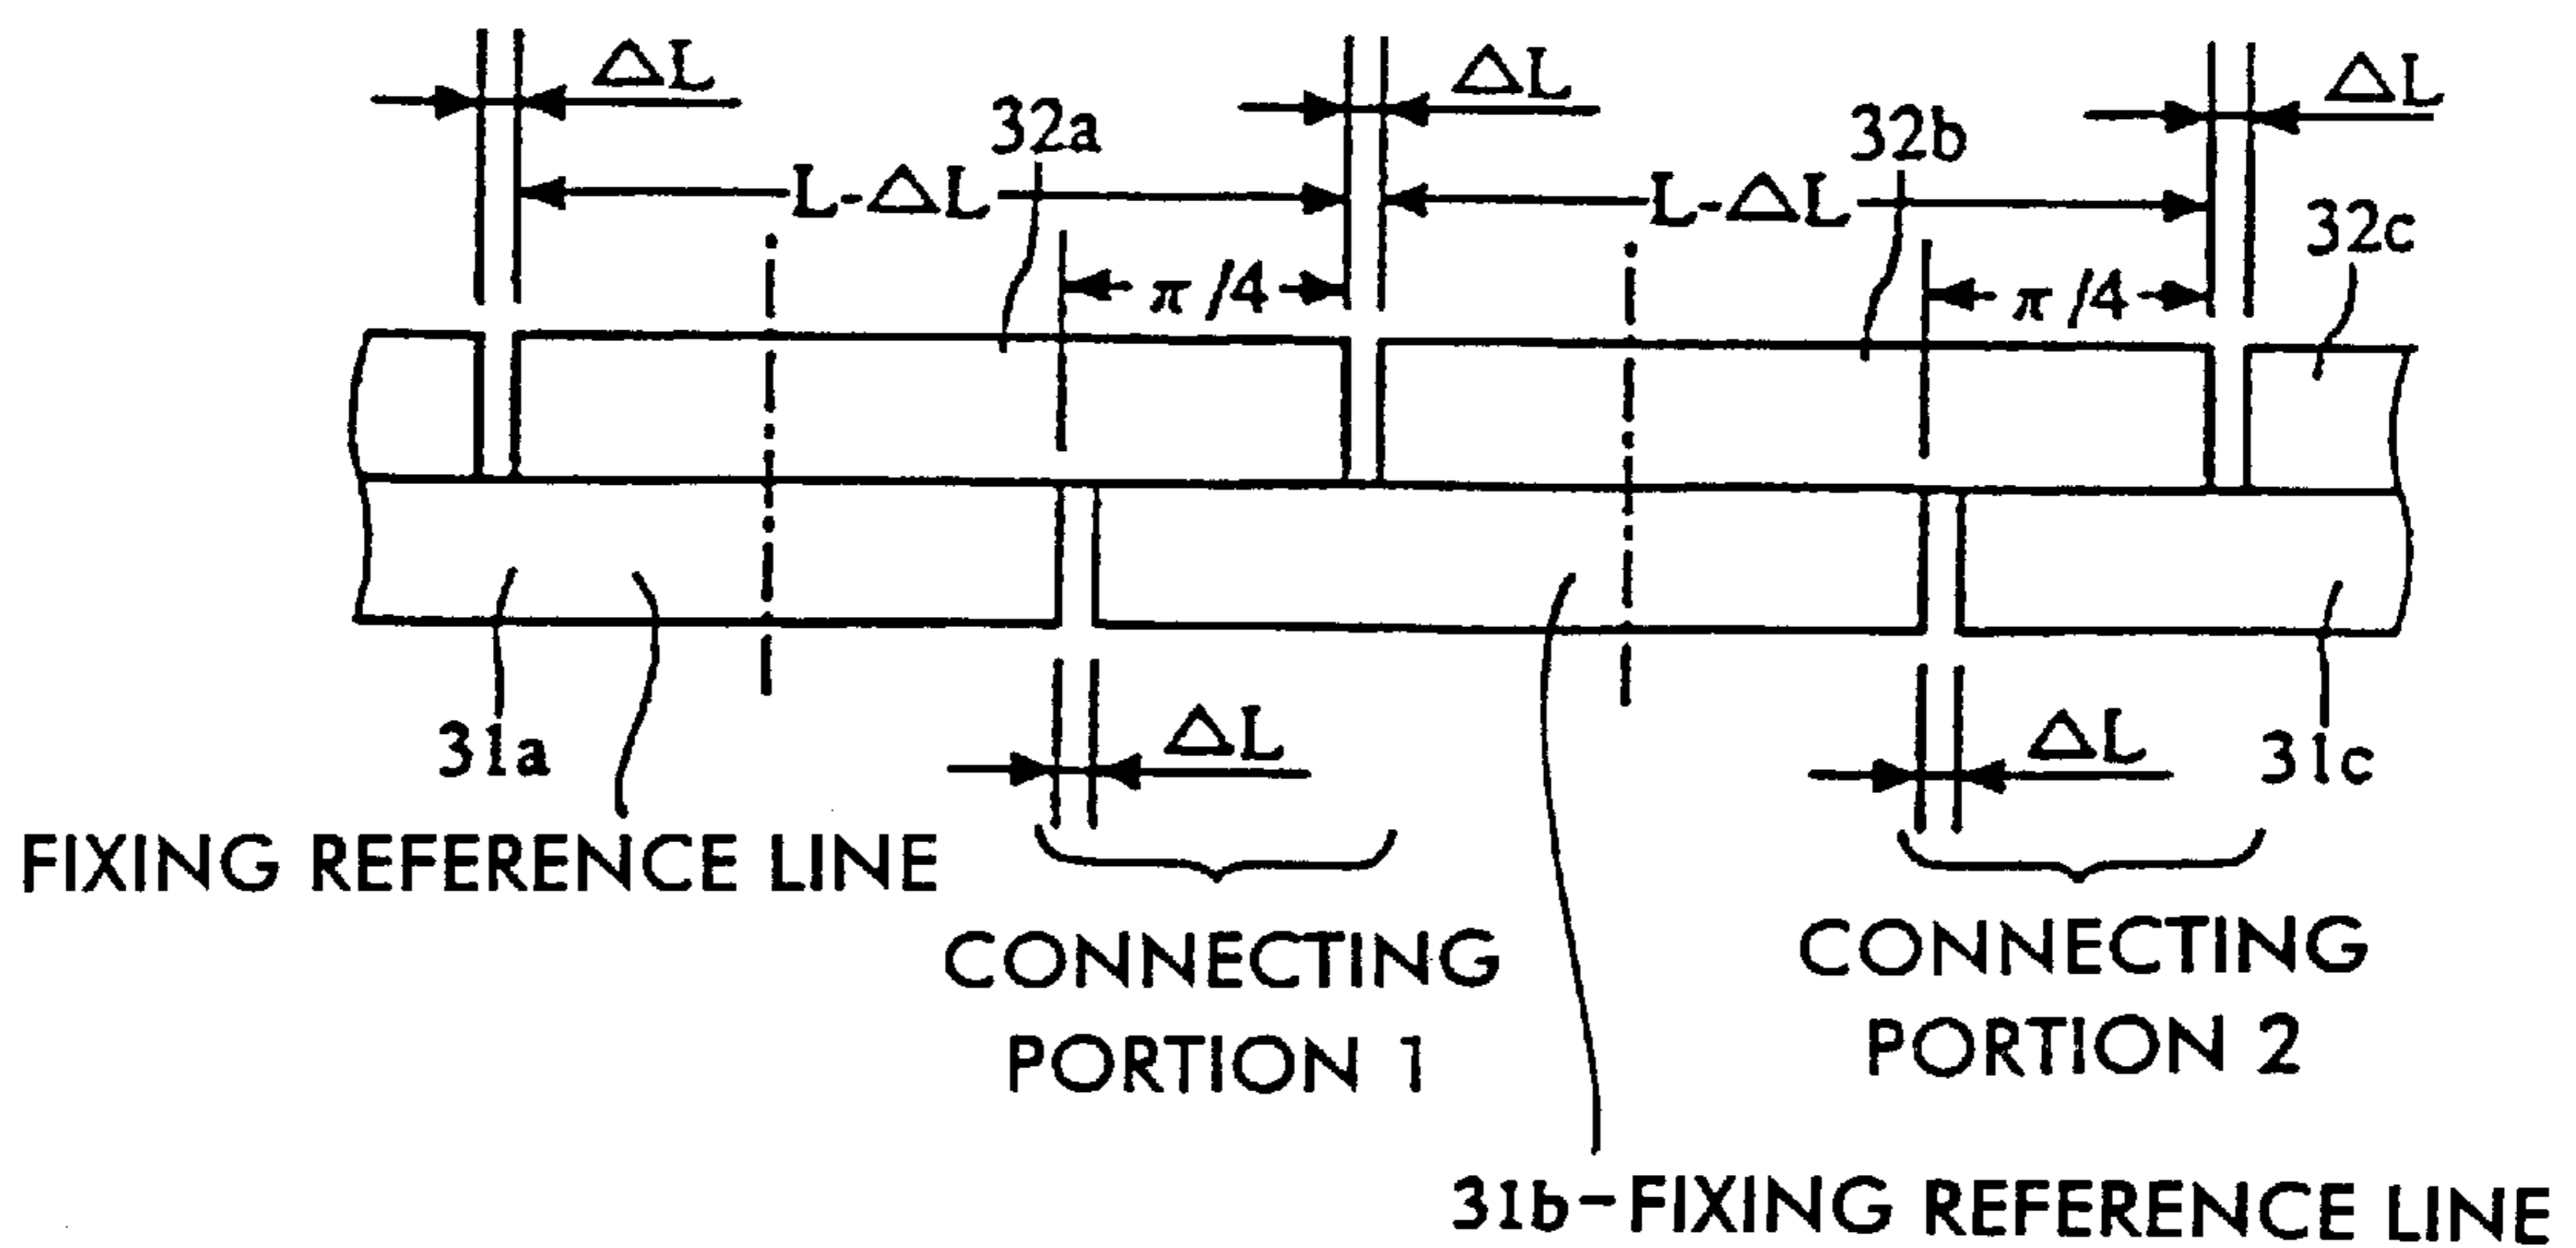 ΔL ΔL ΔL
32a 32b
L-ΔL L-ΔL
32c
π/4 π/4
31a ΔL ΔL 31c
FIXING REFERENCE LINE
CONNECTING PORTION 1
CONNECTING PORTION 2
31b-FIXING REFERENCE LINE